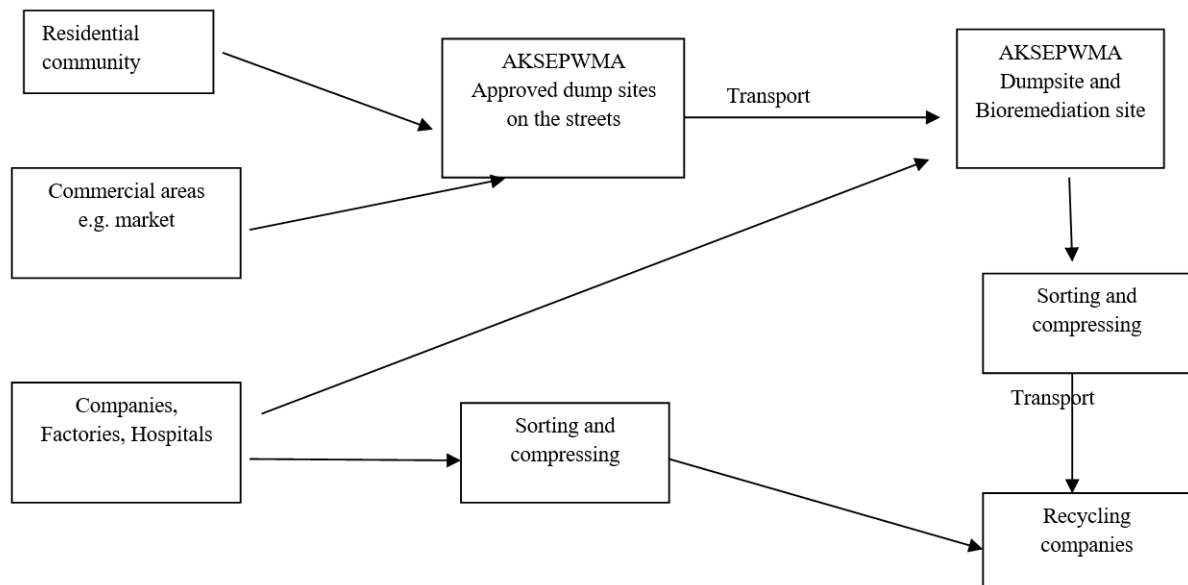 Residential
community
AKSEPWMA
Approved dump sites
on the streets
Transport
AKSEPWMA
Dumpsite and
Bioremediation site
Commercial areas
e.g. market
Sorting and
compressing
Transport
Companies,
Factories, Hospitals
Sorting and
compressing
Recycling
companies